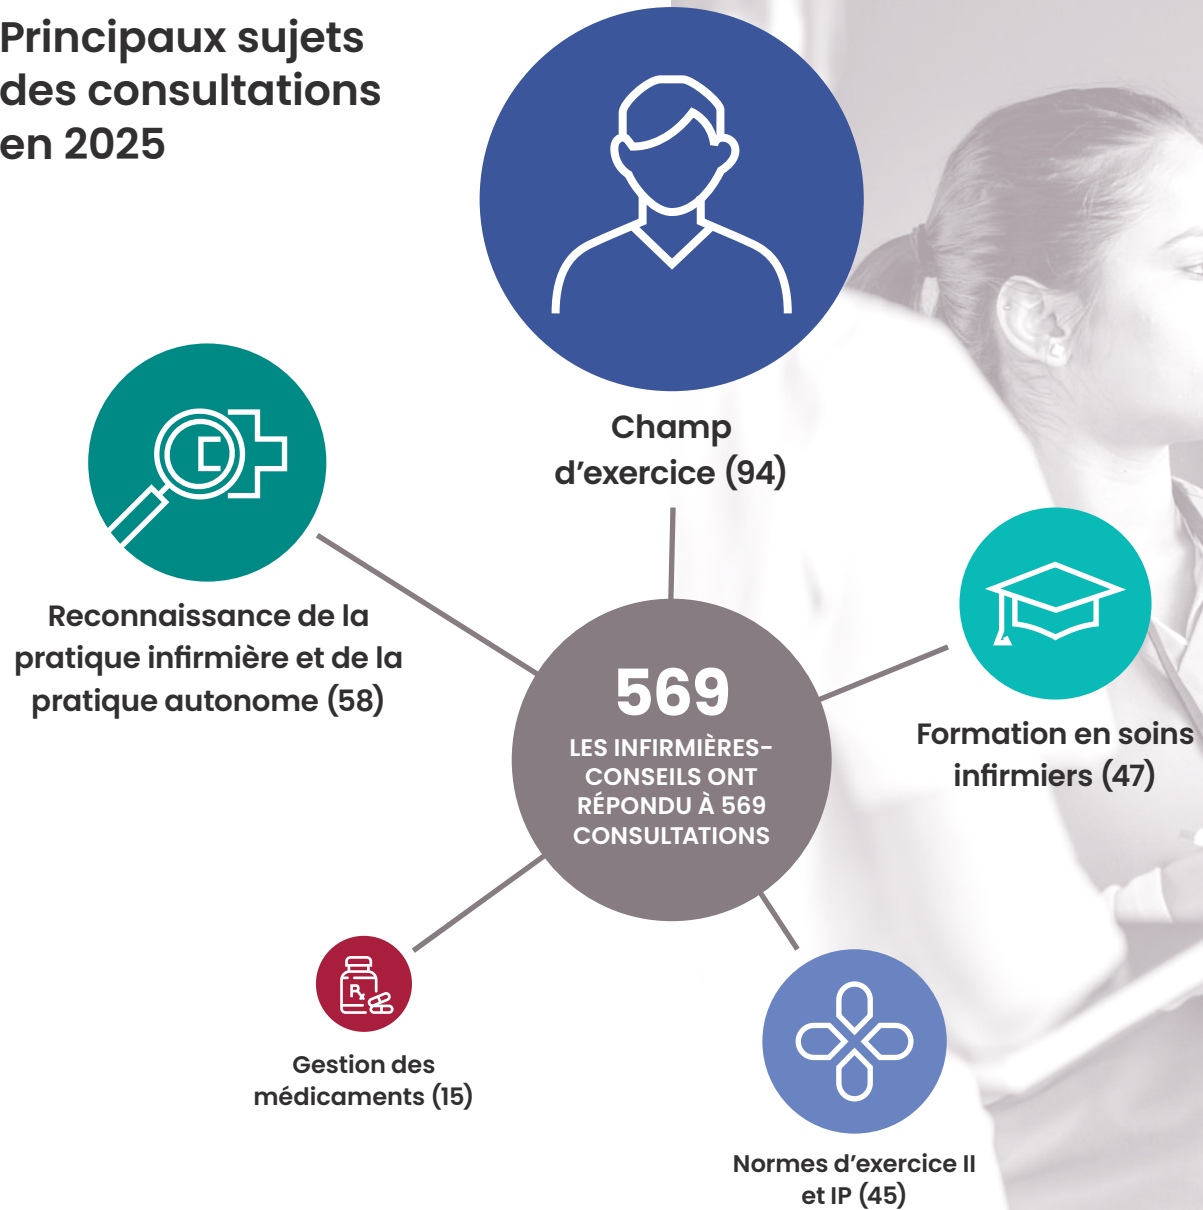 Principaux sujets
des consultations
en 2025
Champ
d’exercice (94)
Reconnaissance de la
pratique infirmière et de la
pratique autonome (58)
569
LES INFIRMIÈRES-
CONSEILS ONT
RÉPONDU À 569
CONSULTATIONS
Formation en soins
infirmiers (47)
Rx
Gestion des
médicaments (15)
Normes d’exercice II
et IP (45)